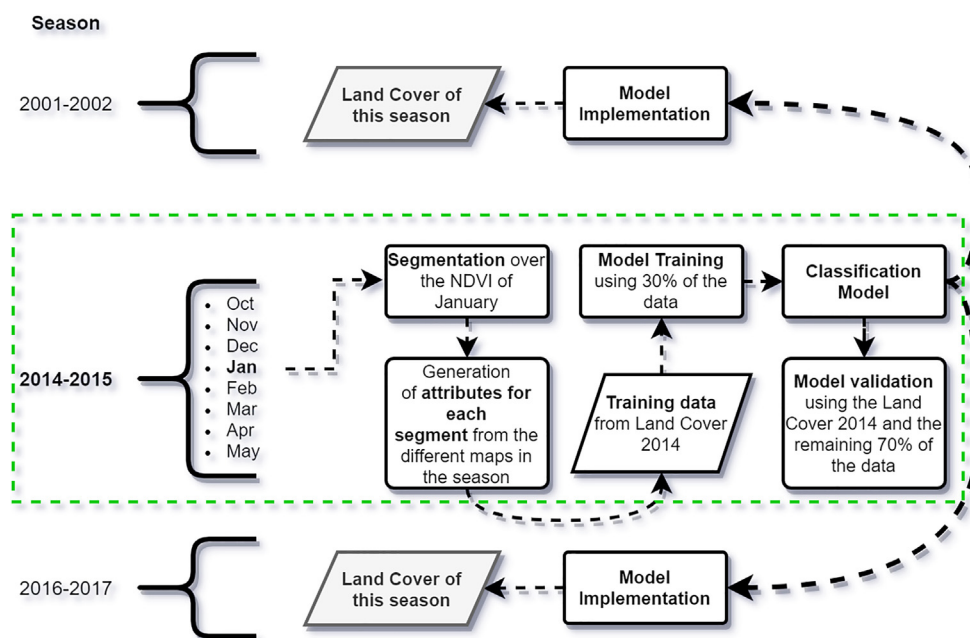 Season
2001-2002
Land Cover of
this season
Model
Implementation
2014-2015
• Oct
• Nov
• Dec
• Jan
• Feb
• Mar
• Apr
• May
Segmentation over
the NDVI of
January
Generation
of attributes for
each
segment from the
different maps in
the season
Model Training
using 30% of the
data
Training data
from Land Cover
2014
Classification
Model
Model validation
using the Land
Cover 2014 and the
remaining 70% of
the data
2016-2017
Land Cover of
this season
Model
Implementation